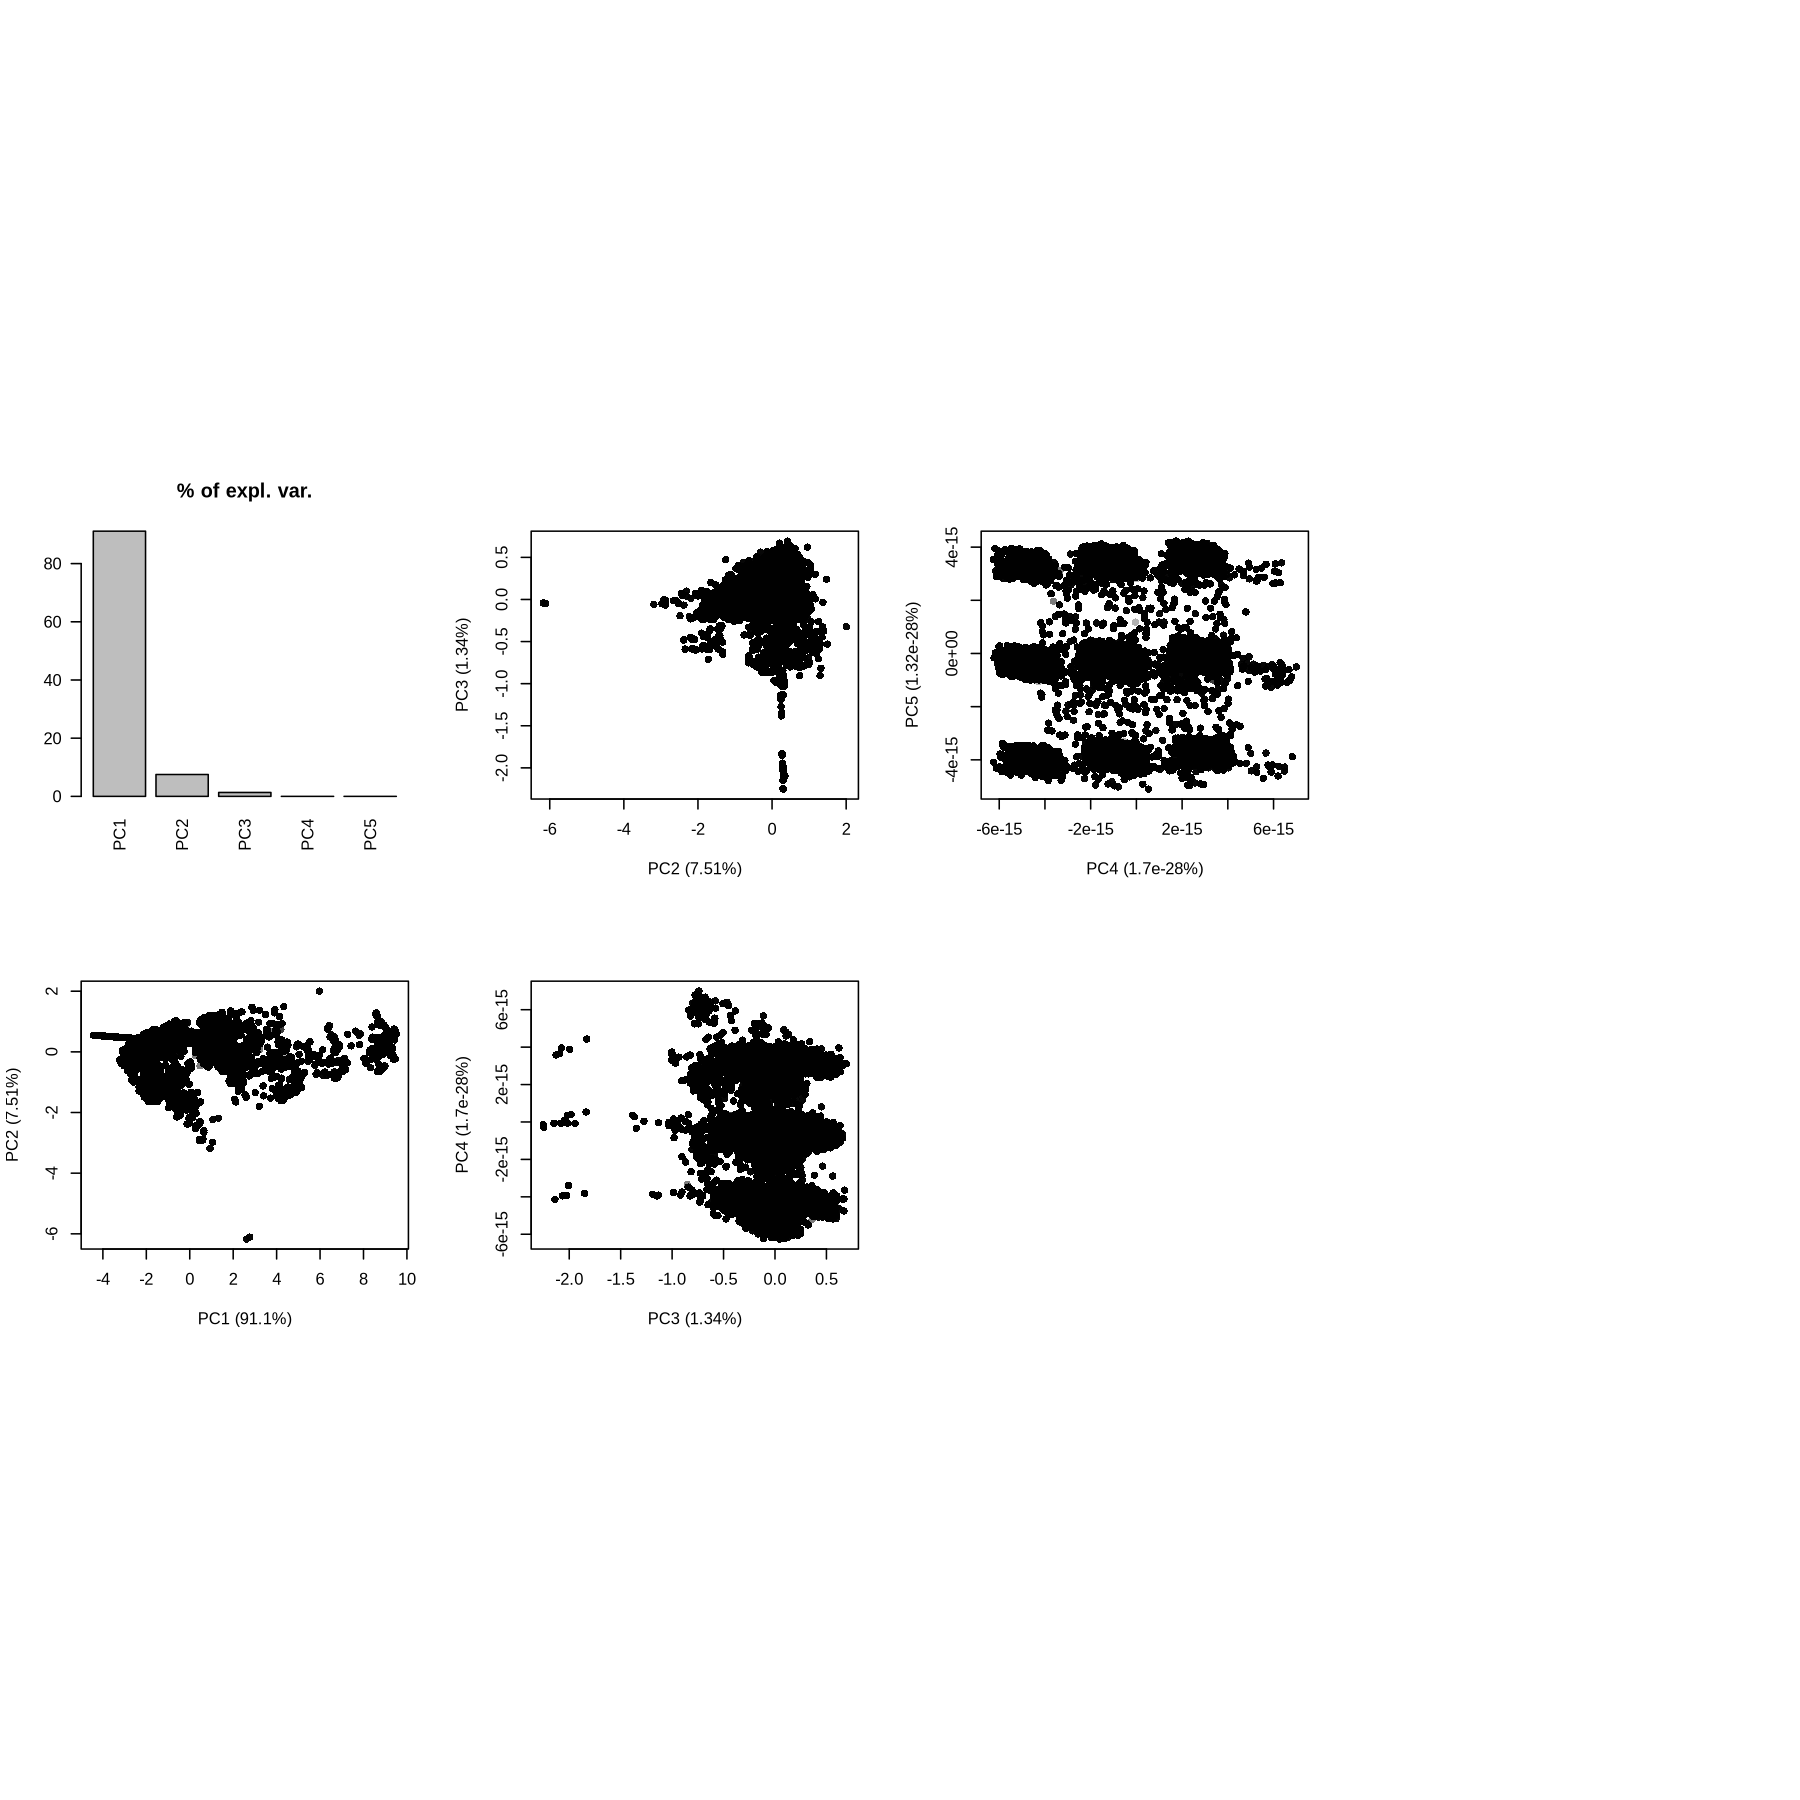 % of expl. var.
80
60
40
20
0
PC1
PC2
PC3
PC4
PC5
0.5
0.0
-0.5
-1.0
-1.5
-2.0
PC3 (1.34%)
-6 -4 -2 0 2
PC2 (7.51%)
4e-15
0e+00
-4e-15
PC5 (1.32e-28%)
-6e-15 -2e-15 2e-15 6e-15
PC4 (1.7e-28%)
2
0
-2
-4
-6
PC2 (7.51%)
-4 -2 0 2 4 6 8 10
PC1 (91.1%)
6e-15
2e-15
-2e-15
-6e-15
PC4 (1.7e-28%)
-2.0 -1.5 -1.0 -0.5 0.0 0.5
PC3 (1.34%)